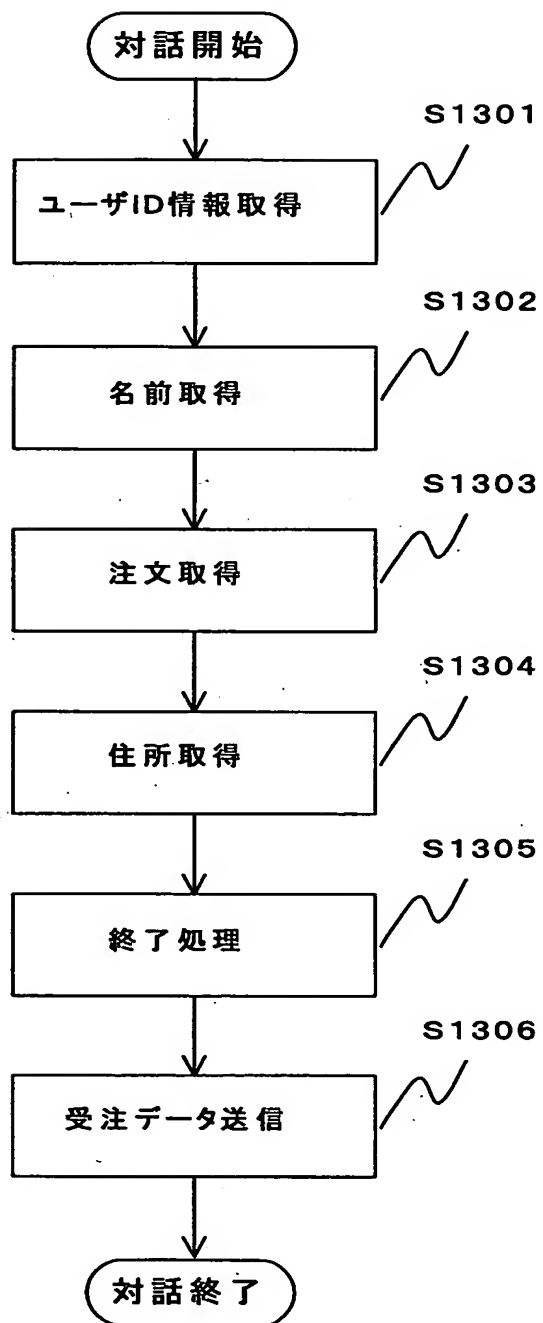 対話開始
S1301
ユーザID情報取得
S1302
名前取得
S1303
注文取得
S1304
住所取得
S1305
終了処理
S1306
受注データ送信
対話終了